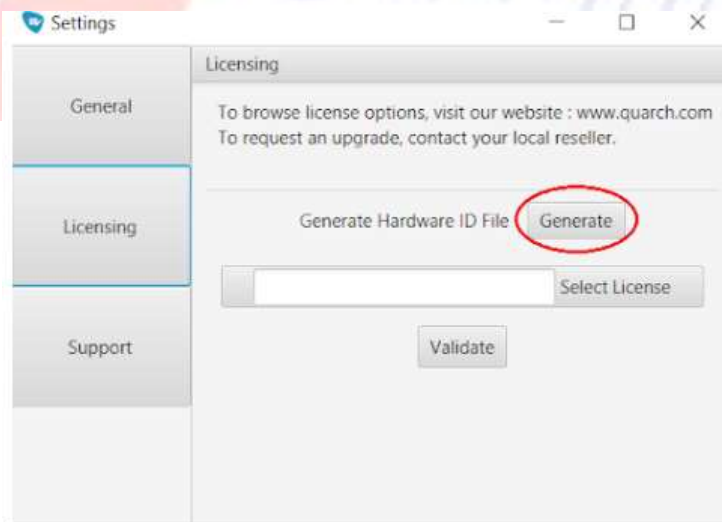 Settings
Licensing
General
To browse license options, visit our website : www.quarch.com
To request an upgrade, contact your local reseller.
Licensing
Generate Hardware ID File Generate
Select License
Support
Validate